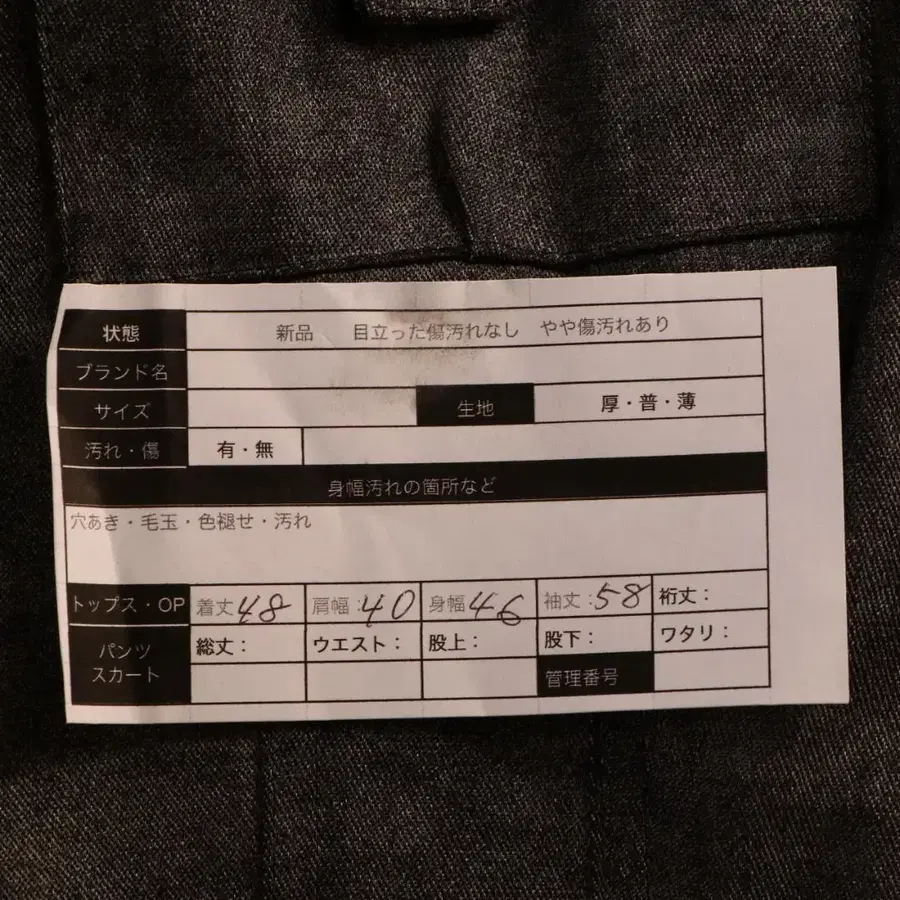 状態 新品 目立った傷汚れなし やや傷汚れあり
ブランド名
サイズ 生地 厚・普・薄
汚れ・傷 有・無
身幅汚れの箇所など
穴あき・毛玉・色褪せ・汚れ
トップス・OP 着丈48 肩幅:40 身幅46 袖丈:58 裄丈:
パンツ スカート 総丈: ウエスト: 股上: 股下: ワタリ:
管理番号